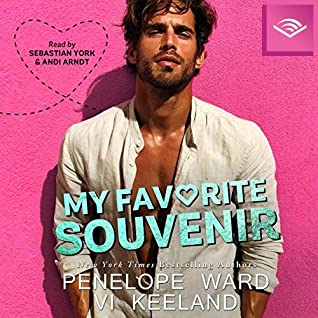 Read by
SEBASTIAN YORK
& ANDI ARNDT
MY FAVORITE
SOUVENIR
New York Times Bestselling Authors
PENELOPE WARD
VI KEELAND